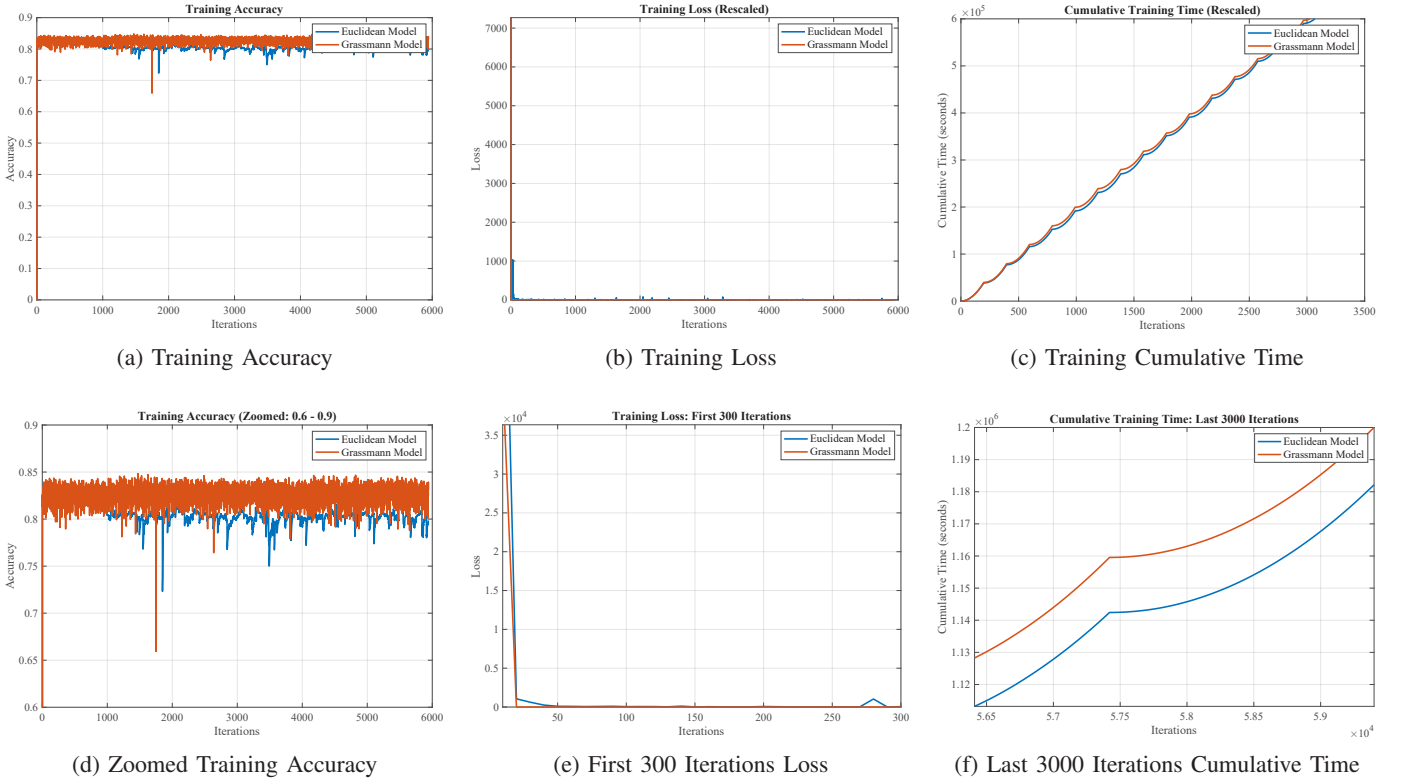 Training Accuracy
Euclidean Model
Grassmann Model
0.9
0.8
0.7
0.6
0.5
0.4
0.3
0.2
0.1
0
Accuracy
0 1000 2000 3000 4000 5000 6000
Iterations
(a) Training Accuracy
Training Loss (Rescaled)
Euclidean Model
Grassmann Model
7000
6000
5000
4000
3000
2000
1000
0
Loss
0 1000 2000 3000 4000 5000 6000
Iterations
(b) Training Loss
Cumulative Training Time (Rescaled)
×10⁵
Euclidean Model
Grassmann Model
6
5
4
3
2
1
0
Cumulative Time (seconds)
0 500 1000 1500 2000 2500 3000 3500
Iterations
(c) Training Cumulative Time
Training Accuracy (Zoomed: 0.6 - 0.9)
Euclidean Model
Grassmann Model
0.9
0.85
0.8
0.75
0.7
0.65
0.6
Accuracy
0 1000 2000 3000 4000 5000 6000
Iterations
(d) Zoomed Training Accuracy
Training Loss: First 300 Iterations
×10⁴
Euclidean Model
Grassmann Model
3.5
3
2.5
2
1.5
1
0.5
0
Loss
50 100 150 200 250 300
Iterations
(e) First 300 Iterations Loss
Cumulative Training Time: Last 3000 Iterations
×10⁶
Euclidean Model
Grassmann Model
1.2
1.19
1.18
1.17
1.16
1.15
1.14
1.13
1.12
Cumulative Time (seconds)
5.65 5.7 5.75 5.8 5.85 5.9
×10⁴
Iterations
(f) Last 3000 Iterations Cumulative Time